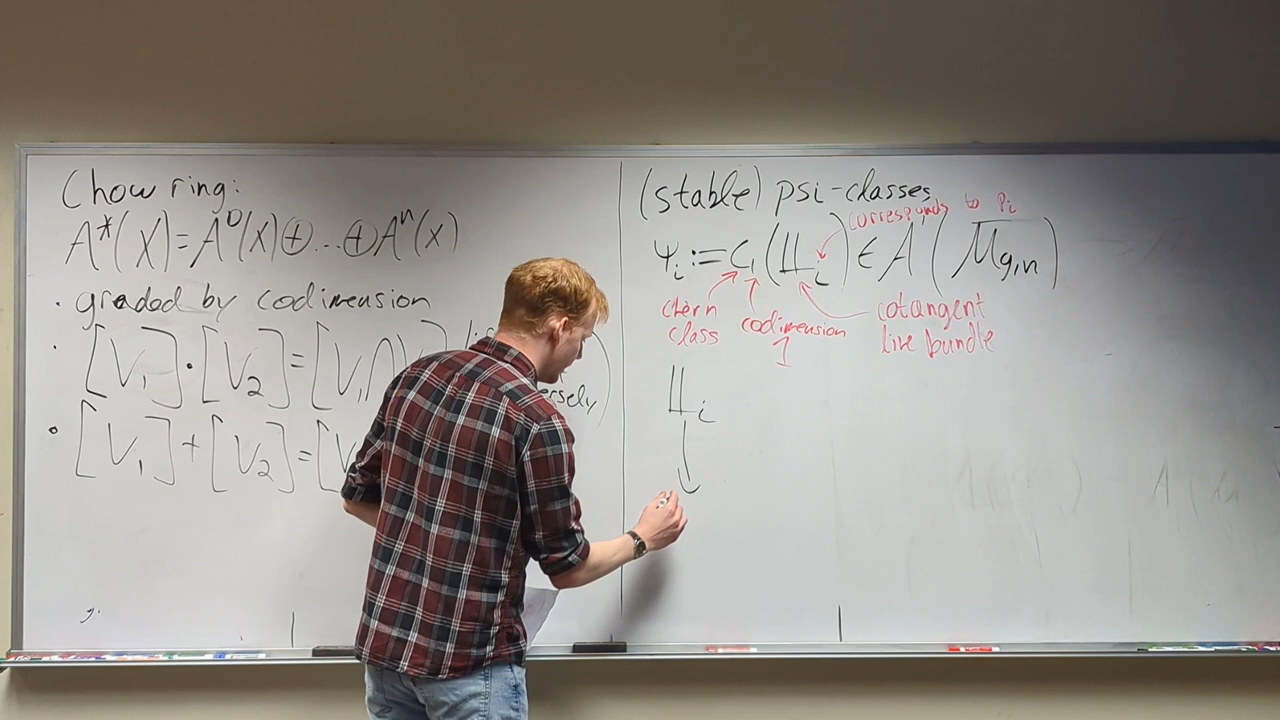 Chow ring:
A*(X)=A⁰(X)⊕...⊕Aⁿ(X)
· graded by codimension
· [V₁]·[V₂]=[V₁∩V
ersely)
· [V₁]+[V₂]=[V
(stable) psi-classes
corresponds to Pᵢ
ψᵢ:=C₁(𝕃ᵢ)∈A¹(M̅g,n)
chern class
codimension 1
cotangent line bundle
𝕃ᵢ
↓